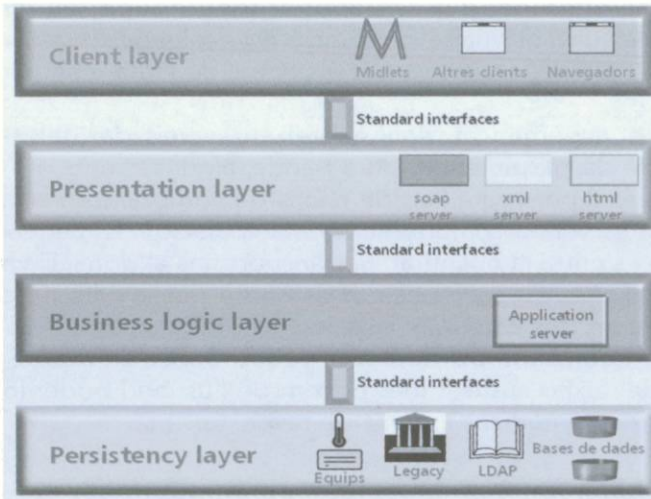 Client layer
Midlets Altres clients Navegadors
Standard interfaces
Presentation layer
soap server
xml server
html server
Standard interfaces
Business logic layer
Application server
Standard interfaces
Persistency layer
Equips Legacy LDAP Bases de dades